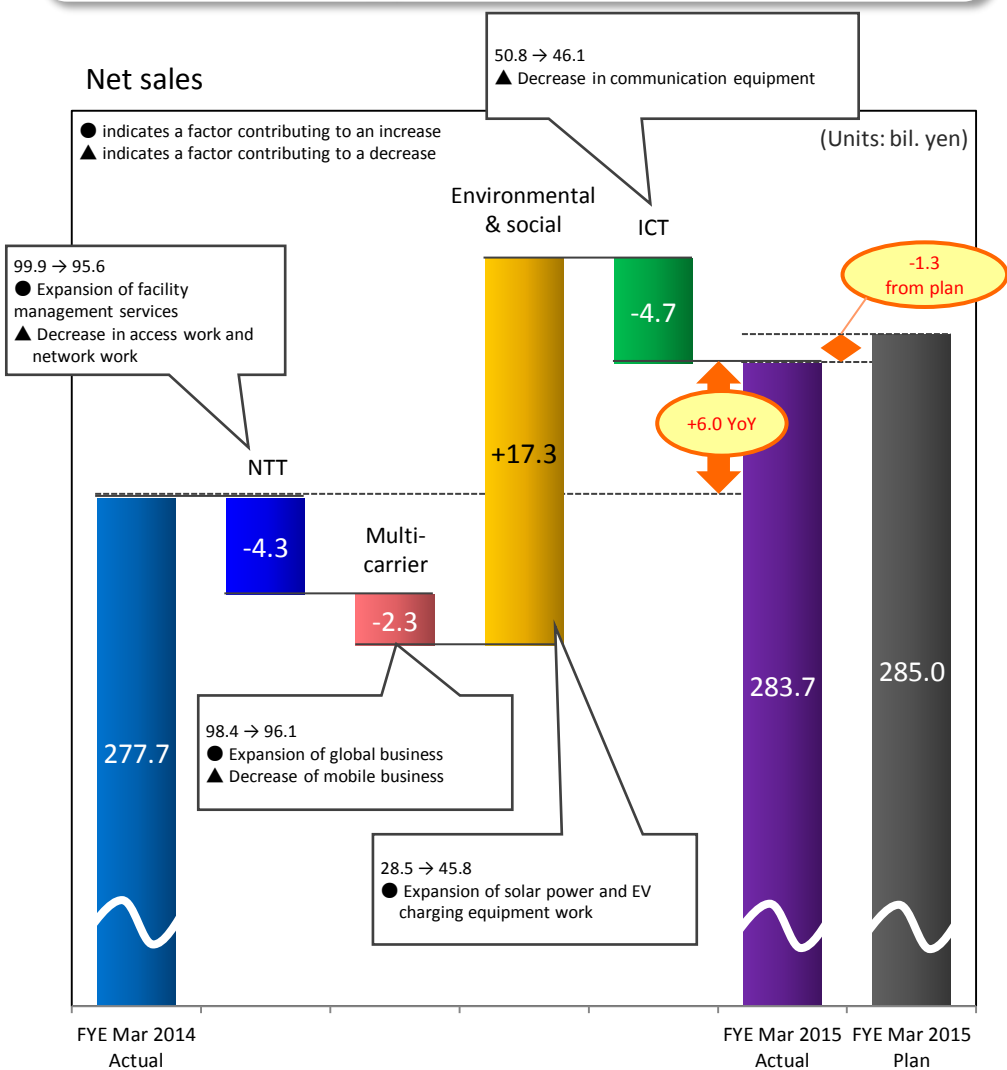 50.8 → 46.1
▲ Decrease in communication equipment
Net sales
● indicates a factor contributing to an increase
▲ indicates a factor contributing to a decrease
(Units: bil. yen)
Environmental
& social
ICT
99.9 → 95.6
● Expansion of facility
management services
▲ Decrease in access work and
network work
-1.3
from plan
-4.7
+6.0 YoY
+17.3
NTT
-4.3
Multi-
carrier
-2.3
283.7
285.0
277.7
98.4 → 96.1
● Expansion of global business
▲ Decrease of mobile business
28.5 → 45.8
● Expansion of solar power and EV
charging equipment work
FYE Mar 2014
Actual
FYE Mar 2015
Actual
FYE Mar 2015
Plan